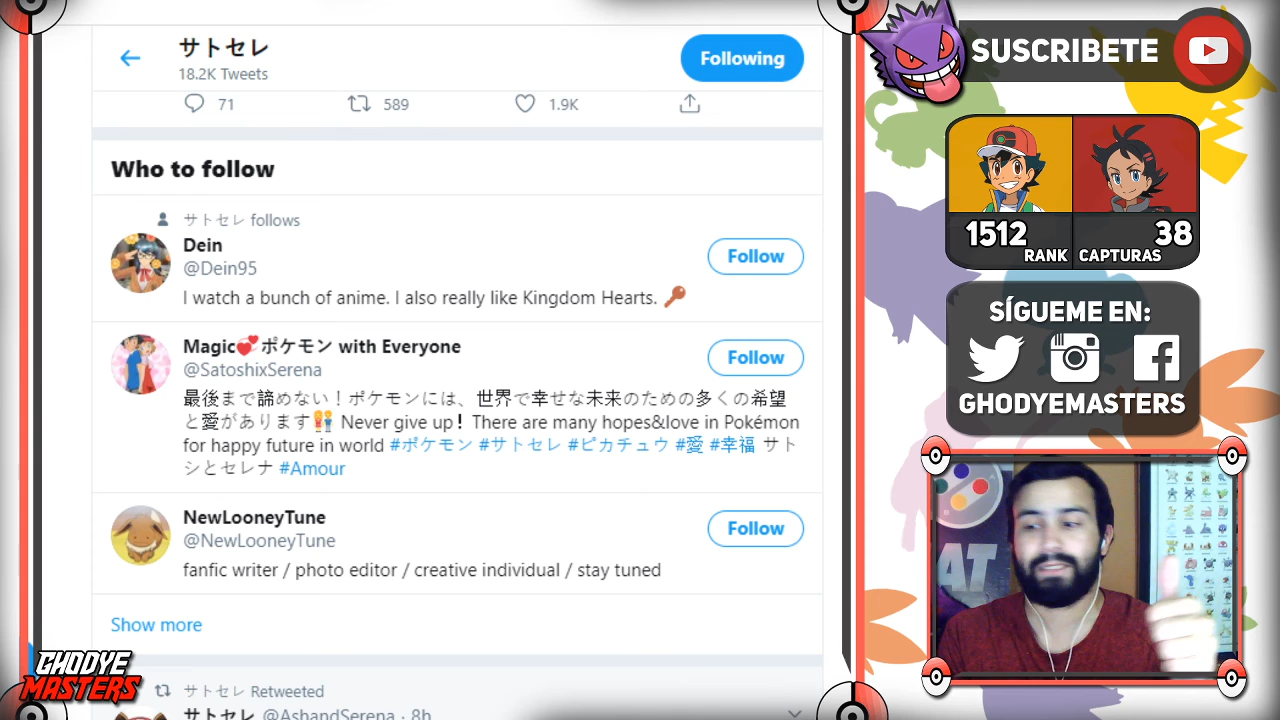 サトセレ
18.2K Tweets
Following
71
589
1.9K
Who to follow
サトセレ follows
Dein
@Dein95
Follow
I watch a bunch of anime. I also really like Kingdom Hearts.
Magic💞ポケモン with Everyone
@SatoshixSerena
Follow
最後まで諦めない！ポケモンには、世界で幸せな未来のための多くの希望
と愛があります Never give up！There are many hopes&love in Pokémon
for happy future in world #ポケモン #サトセレ #ピカチュウ #愛 #幸福 サト
シとセレナ #Amour
NewLooneyTune
@NewLooneyTune
Follow
fanfic writer / photo editor / creative individual / stay tuned
Show more
サトセレ Retweeted
サトセレ @AshandSerena · 8h
GHODYE
MASTERS
SUSCRIBETE
1512
RANK
38
CAPTURAS
SÍGUEME EN:
GHODYEMASTERS